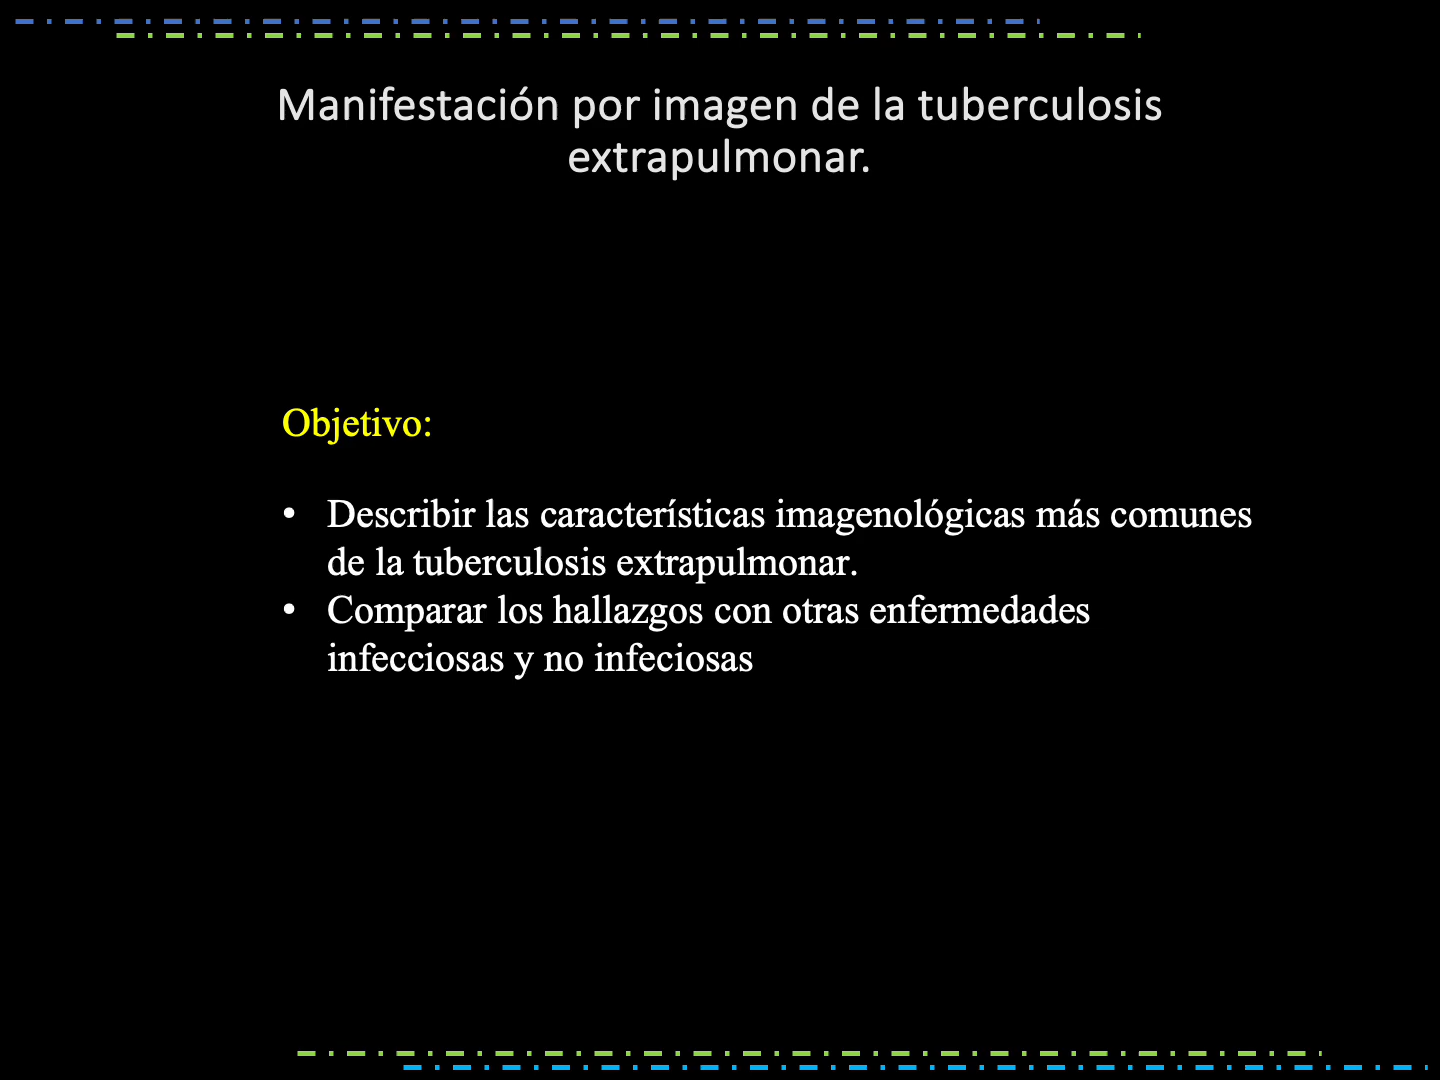 Manifestación por imagen de la tuberculosis
extrapulmonar.
Objetivo:
• Describir las características imagenológicas más comunes
de la tuberculosis extrapulmonar.
• Comparar los hallazgos con otras enfermedades
infecciosas y no infeciosas